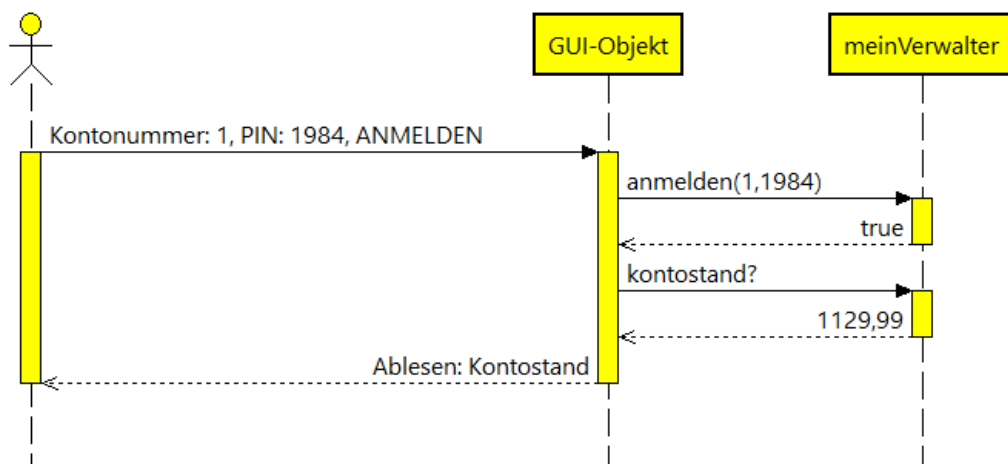 GUI-Objekt
meinVerwalter
Kontonummer: 1, PIN: 1984, ANMELDEN
anmelden(1,1984)
true
kontostand?
1129,99
Ablesen: Kontostand